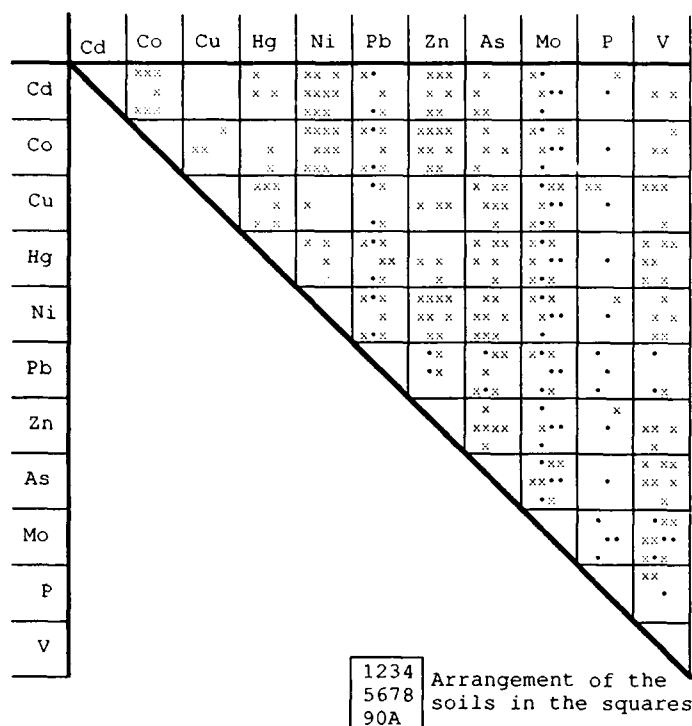 Cd Co Cu Hg Ni Pb Zn As Mo P V
Cd
Co
Cu
Hg
Ni
Pb
Zn
As
Mo
P
V
1234 Arrangement of the
5678 soils in the squares
90A